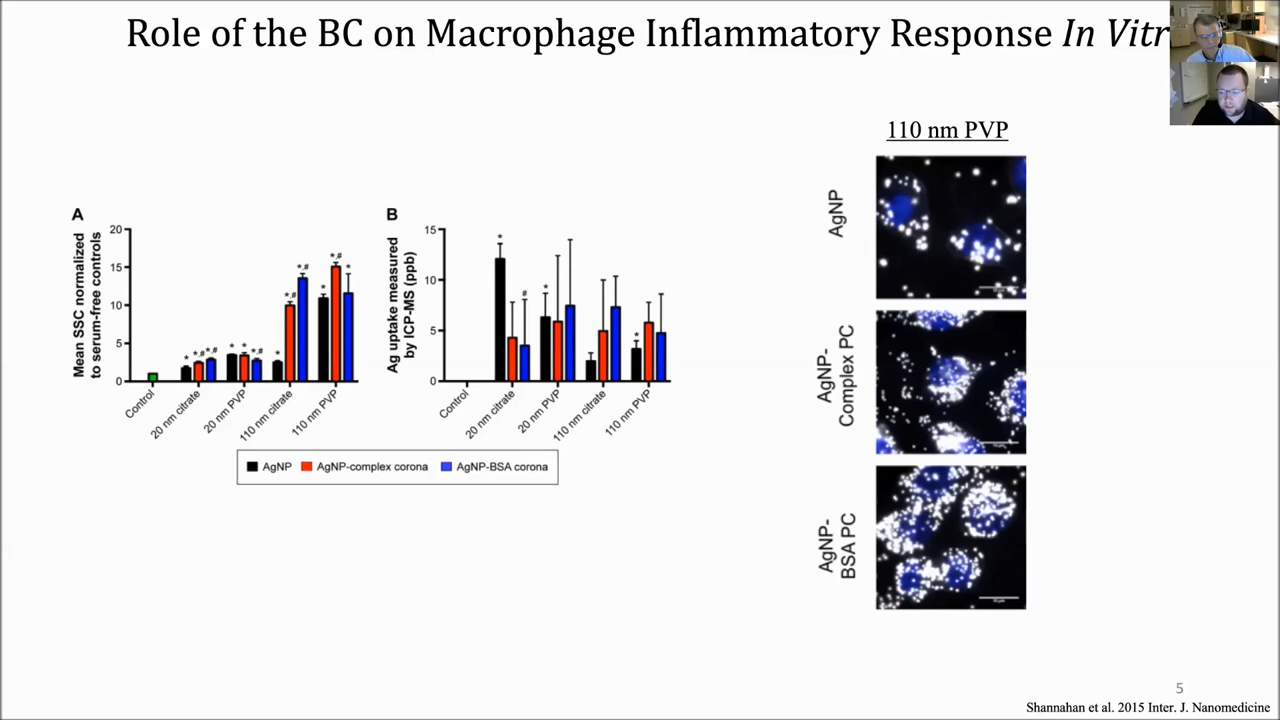 Role of the BC on Macrophage Inflammatory Response In Vitr
110 nm PVP
A
Mean SSC normalized
to serum-free controls
20
15
10
5
0
*
*,#
*,#
*
*
*,#
*
*,#
*,#
*
*,#
*
Control
20 nm citrate
20 nm PVP
110 nm citrate
110 nm PVP
B
Ag uptake measured
by ICP-MS (ppb)
15
10
5
0
*
#
*
*
Control
20 nm citrate
20 nm PVP
110 nm citrate
110 nm PVP
AgNP
AgNP-complex corona
AgNP-BSA corona
AgNP
AgNP-
Complex PC
AgNP-
BSA PC
5
Shannahan et al. 2015 Inter. J. Nanomedicine